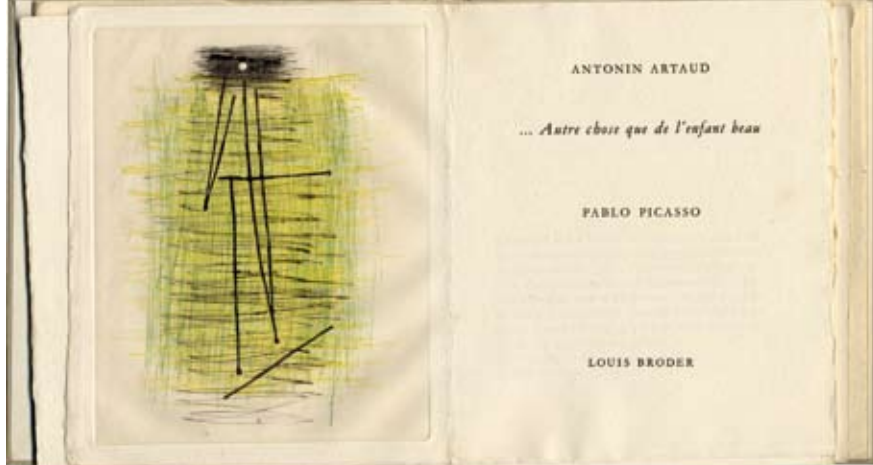 ANTONIN ARTAUD
... Autre chose que de l'enfant beau
PABLO PICASSO
LOUIS BRODER